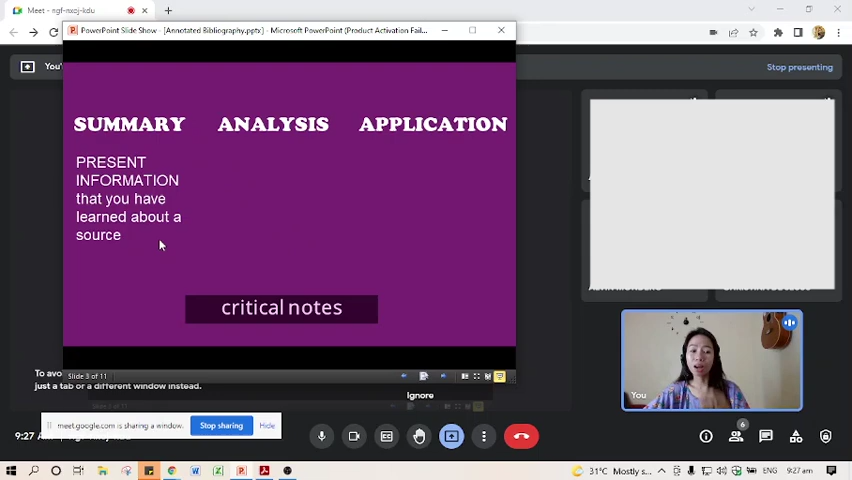 Meet - ngf-nxoj-kdu
PowerPoint Slide Show - [Annotated Bibliography.pptx] - Microsoft PowerPoint (Product Activation Fail...
Stop presenting
SUMMARY ANALYSIS APPLICATION
PRESENT
INFORMATION
that you have
learned about a
source
critical notes
Slide 3 of 11
To avo
just a tab or a different window instead.
Ignore
You
meet.google.com is sharing a window.
Stop sharing
Hide
9:27 AM
6
31°C Mostly s...
ENG
9:27 am